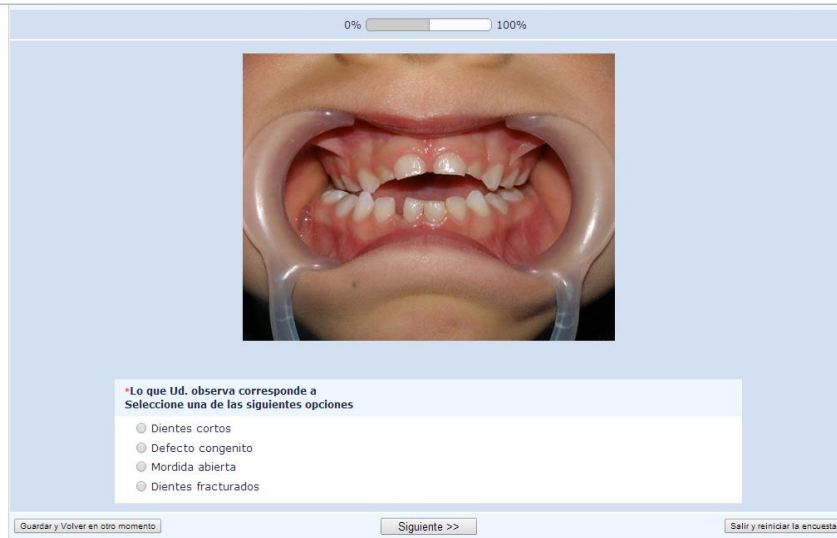 0% 100%
*Lo que Ud. observa corresponde a
Seleccione una de las siguientes opciones
Dientes cortos
Defecto congenito
Mordida abierta
Dientes fracturados
Guardar y Volver en otro momento Siguiente >> Salir y reiniciar la encuesta